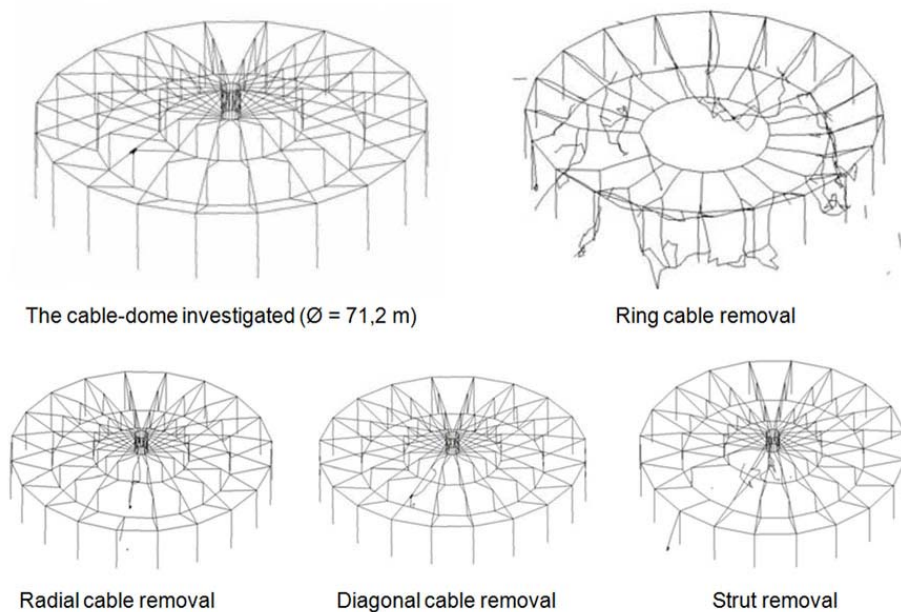 The cable-dome investigated (Ø = 71,2 m)
Ring cable removal
Radial cable removal
Diagonal cable removal
Strut removal